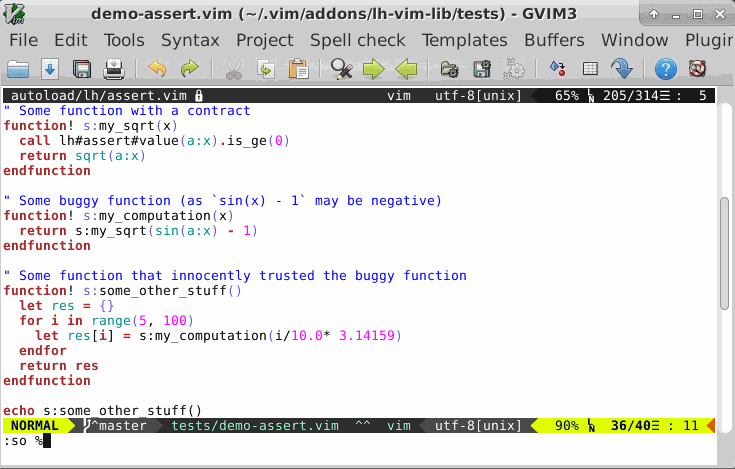 demo-assert.vim (~/.vim/addons/lh-vim-lib/tests) - GVIM3
File Edit Tools Syntax Project Spell check Templates Buffers Window Plugin
autoload/lh/assert.vim vim utf-8[unix] 65% 205/314☰ : 5
" Some function with a contract
function! s:my_sqrt(x)
  call lh#assert#value(a:x).is_ge(0)
  return sqrt(a:x)
endfunction
" Some buggy function (as `sin(x) - 1` may be negative)
function! s:my_computation(x)
  return s:my_sqrt(sin(a:x) - 1)
endfunction
" Some function that innocently trusted the buggy function
function! s:some_other_stuff()
  let res = {}
  for i in range(5, 100)
    let res[i] = s:my_computation(i/10.0* 3.14159)
  endfor
  return res
endfunction
echo s:some_other_stuff()
NORMAL ^master tests/demo-assert.vim ^^ vim utf-8[unix] 90% 36/40☰ : 11
:so %